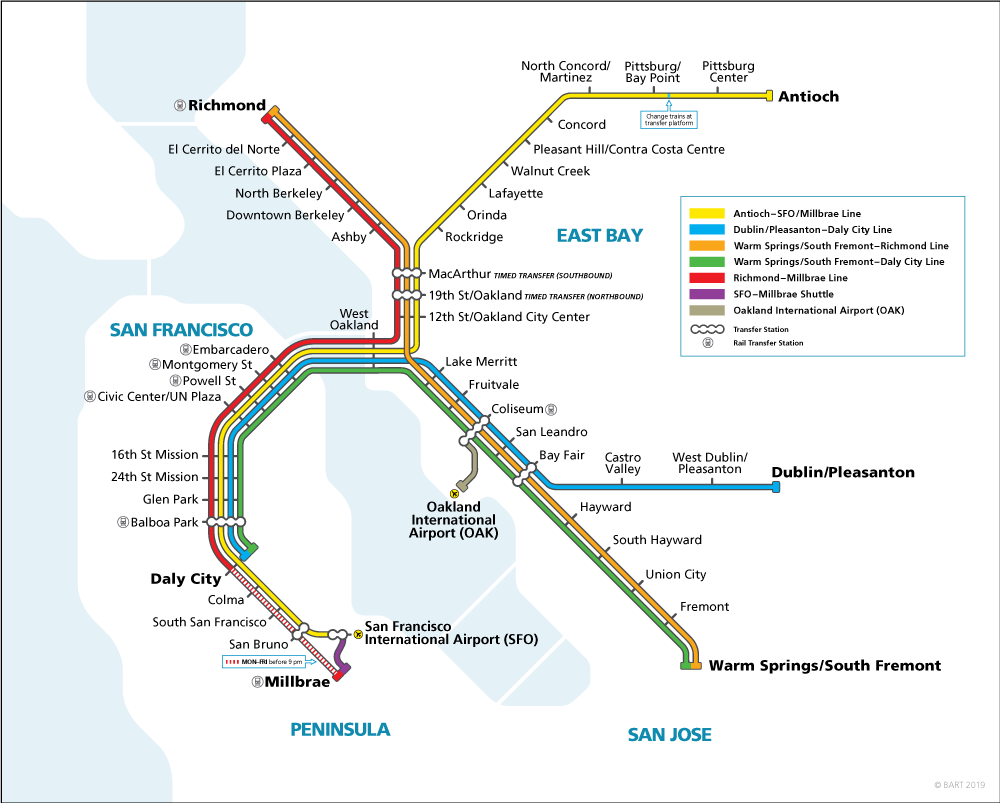 North Concord/
Martinez
Pittsburg/
Bay Point
Pittsburg
Center
Antioch
Change trains at
transfer platform
Richmond
Concord
El Cerrito del Norte
Pleasant Hill/Contra Costa Centre
El Cerrito Plaza
Walnut Creek
North Berkeley
Lafayette
Downtown Berkeley
Orinda
Ashby
Rockridge
EAST BAY
Antioch–SFO/Millbrae Line
Dublin/Pleasanton–Daly City Line
Warm Springs/South Fremont–Richmond Line
Warm Springs/South Fremont–Daly City Line
Richmond–Millbrae Line
SFO–Millbrae Shuttle
Oakland International Airport (OAK)
Transfer Station
Rail Transfer Station
MacArthur TIMED TRANSFER (SOUTHBOUND)
19th St/Oakland TIMED TRANSFER (NORTHBOUND)
12th St/Oakland City Center
West
Oakland
SAN FRANCISCO
Embarcadero
Montgomery St
Powell St
Civic Center/UN Plaza
Lake Merritt
Fruitvale
Coliseum
San Leandro
Bay Fair
Castro
Valley
West Dublin/
Pleasanton
Dublin/Pleasanton
16th St Mission
24th St Mission
Glen Park
Balboa Park
Oakland
International
Airport (OAK)
Hayward
South Hayward
Union City
Fremont
Warm Springs/South Fremont
Daly City
Colma
South San Francisco
San Bruno
San Francisco
International Airport (SFO)
MON–FRI before 9 pm
Millbrae
PENINSULA
SAN JOSE
© BART 2019